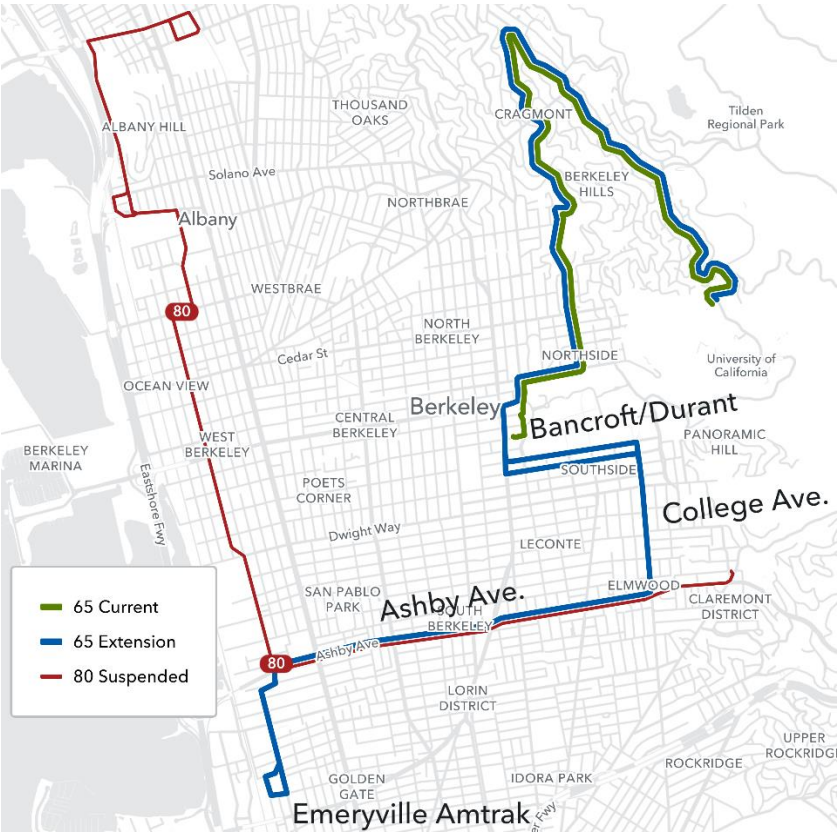 THOUSAND
OAKS
CRAGMONT
Tilden
Regional Park
ALBANY HILL
Solano Ave
BERKELEY
HILLS
NORTHBRAE
Albany
WESTBRAE
80
NORTH
BERKELEY
Cedar St
NORTHSIDE
University of
California
OCEAN VIEW
Berkeley
Bancroft/Durant
CENTRAL
BERKELEY
WEST
BERKELEY
PANORAMIC
HILL
BERKELEY
MARINA
SOUTHSIDE
Eastshore Fwy
POETS
CORNER
College Ave.
Dwight Way
LECONTE
65 Current
65 Extension
80 Suspended
SAN PABLO
PARK
Ashby Ave.
ELMWOOD
CLAREMONT
DISTRICT
SOUTH
BERKELEY
Ashby Ave
80
LORIN
DISTRICT
UPPER
ROCKRIDGE
ROCKRIDGE
GOLDEN
GATE
IDORA PARK
Emeryville Amtrak
Fwy